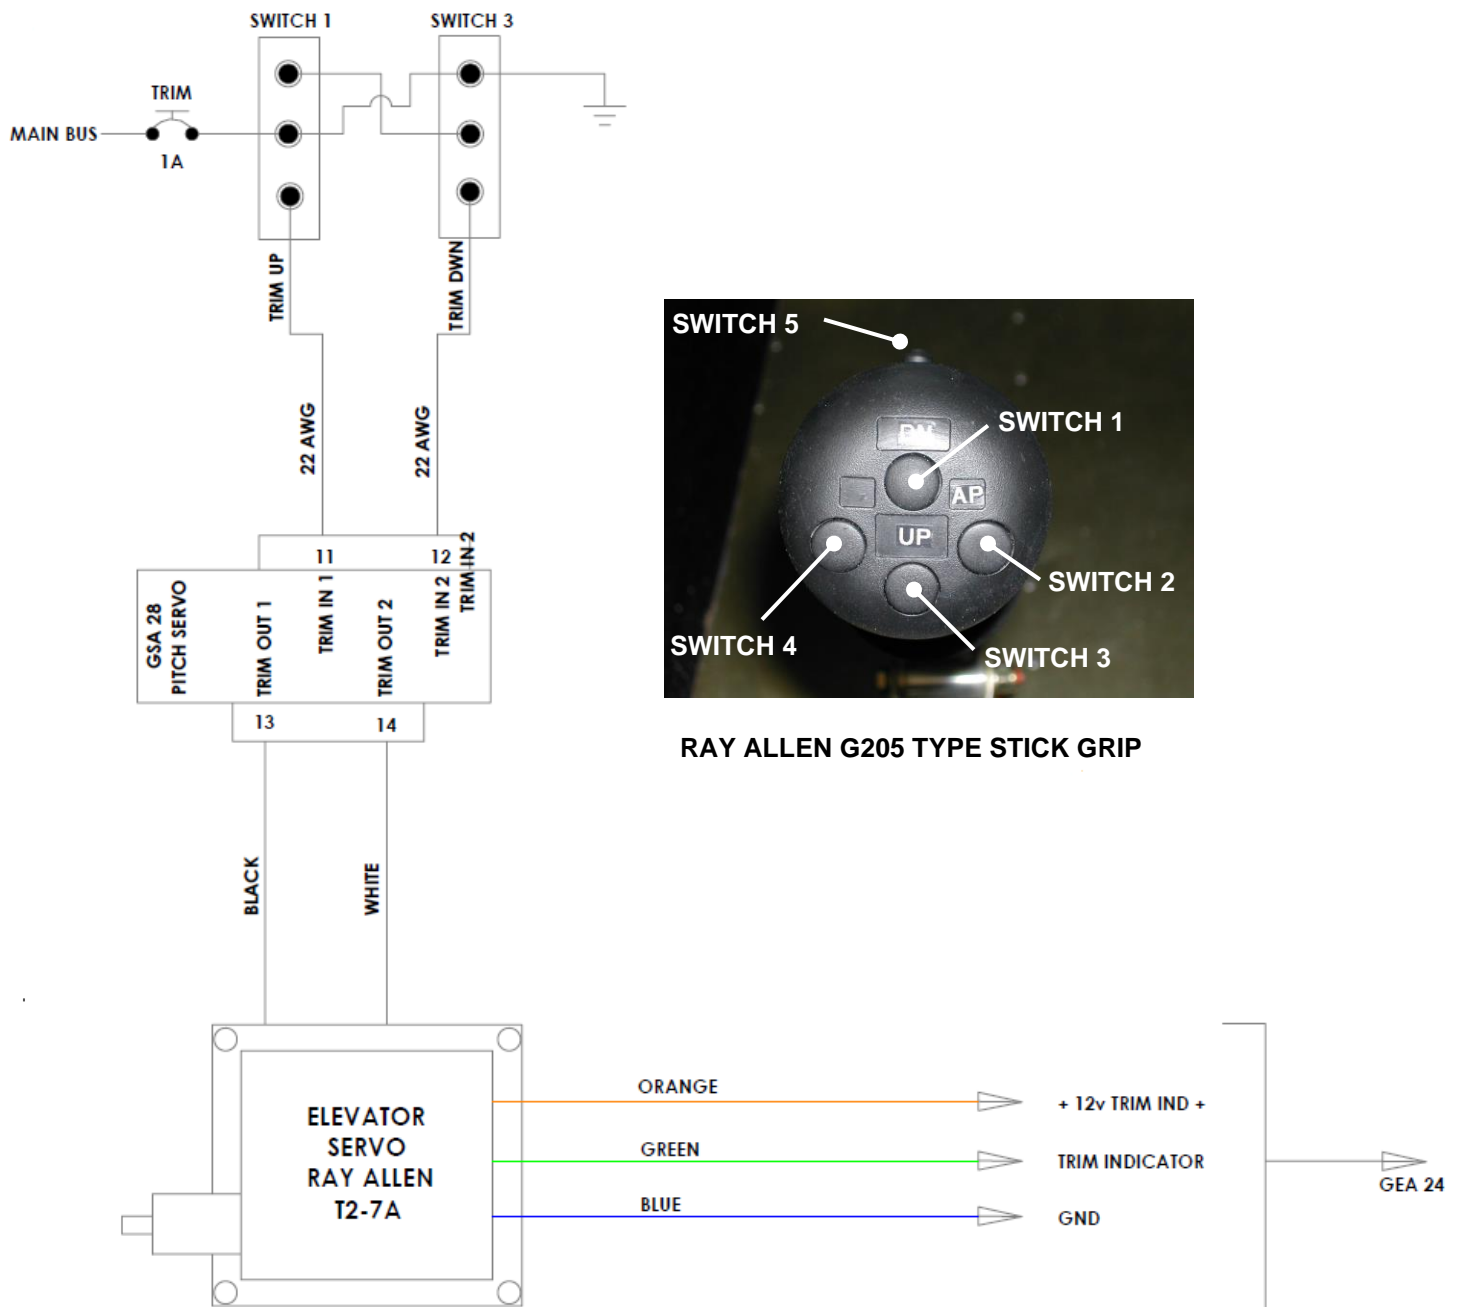 SWITCH 1
SWITCH 3
TRIM
MAIN BUS
1A
TRIM UP
TRIM DWN
22 AWG
22 AWG
SWITCH 5
SWITCH 1
DN
AP
UP
SWITCH 2
SWITCH 4
SWITCH 3
RAY ALLEN G205 TYPE STICK GRIP
11
12
GSA 28
PITCH SERVO
TRIM OUT 1
TRIM IN 1
TRIM OUT 2
TRIM IN 2
TRIM IN 2
13
14
BLACK
WHITE
ELEVATOR
SERVO
RAY ALLEN
T2-7A
ORANGE
+ 12v TRIM IND +
GREEN
TRIM INDICATOR
BLUE
GND
GEA 24